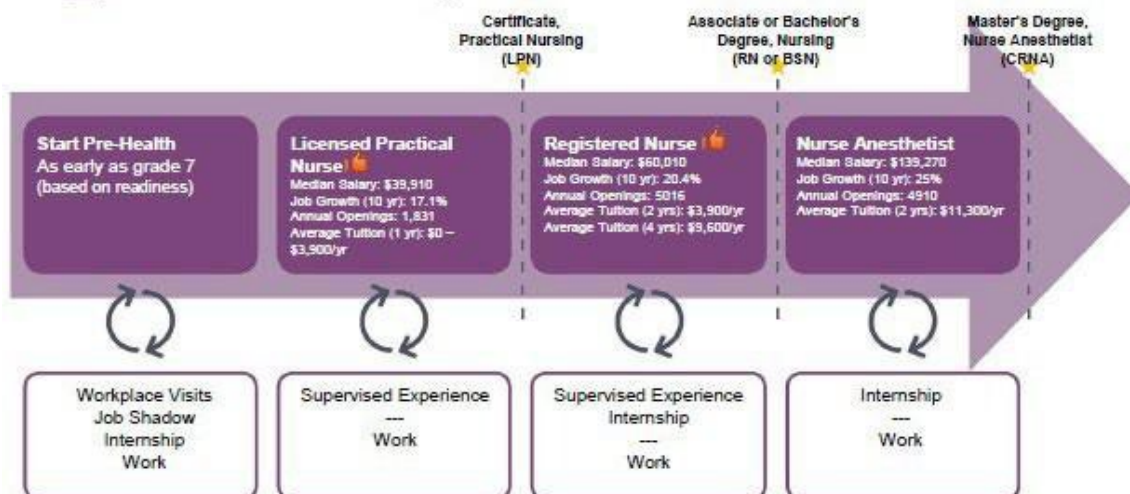 Certificate,
Practical Nursing
(LPN)
Associate or Bachelor's
Degree, Nursing
(RN or BSN)
Master's Degree,
Nurse Anesthetist
(CRNA)
Start Pre-Health
As early as grade 7
(based on readiness)
Licensed Practical
Nurse
Median Salary: $39,910
Job Growth (10 yr): 17.1%
Annual Openings: 1,831
Average Tuition (1 yr): $0 –
$3,900/yr
Registered Nurse
Median Salary: $60,010
Job Growth (10 yr): 20.4%
Annual Openings: 5016
Average Tuition (2 yrs): $3,900/yr
Average Tuition (4 yrs): $9,600/yr
Nurse Anesthetist
Median Salary: $139,270
Job Growth (10 yr): 25%
Annual Openings: 4910
Average Tuition (2 yrs): $11,300/yr
Workplace Visits
Job Shadow
Internship
Work
Supervised Experience
---
Work
Supervised Experience
Internship
---
Work
Internship
---
Work